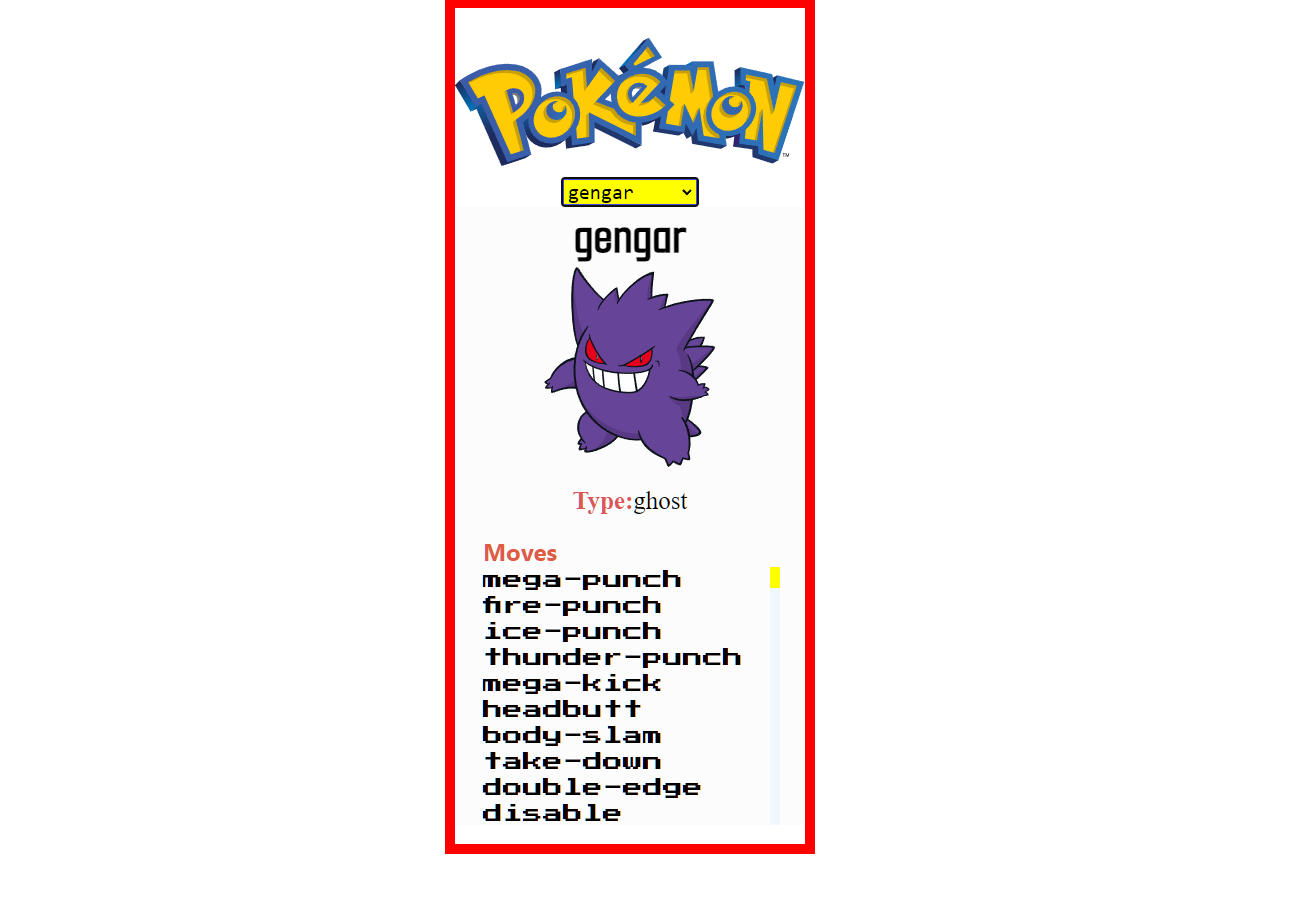 POKéMON
TM
gengar
gengar
Type:ghost
Moves
mega-punch
fire-punch
ice-punch
thunder-punch
mega-kick
headbutt
body-slam
take-down
double-edge
disable